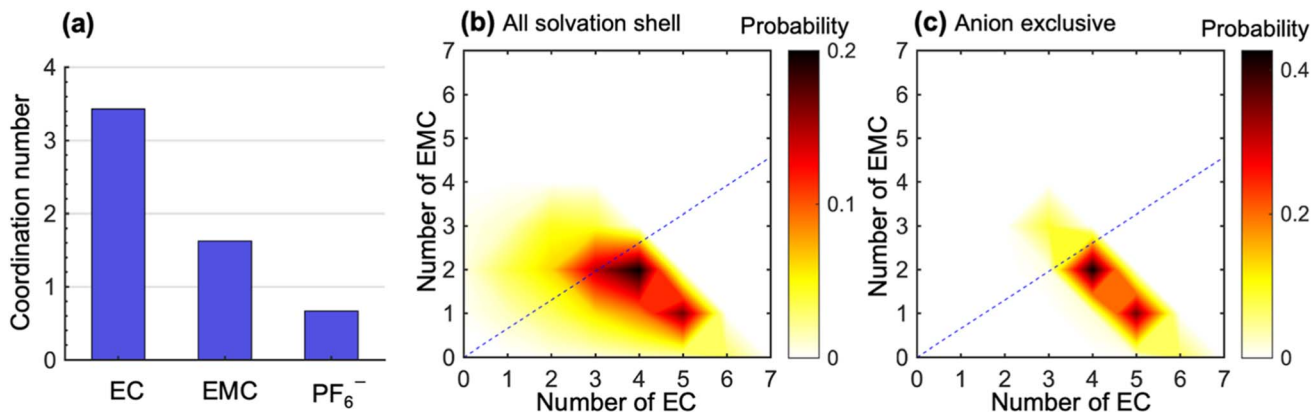 (a)
Coordination number
4
3
2
1
0
EC EMC PF6−
(b) All solvation shell Probability
Number of EMC
7
6
5
4
3
2
1
0
0 1 2 3 4 5 6 7
Number of EC
0.2
0.1
0
(c) Anion exclusive Probability
Number of EMC
7
6
5
4
3
2
1
0
0 1 2 3 4 5 6 7
Number of EC
0.4
0.2
0